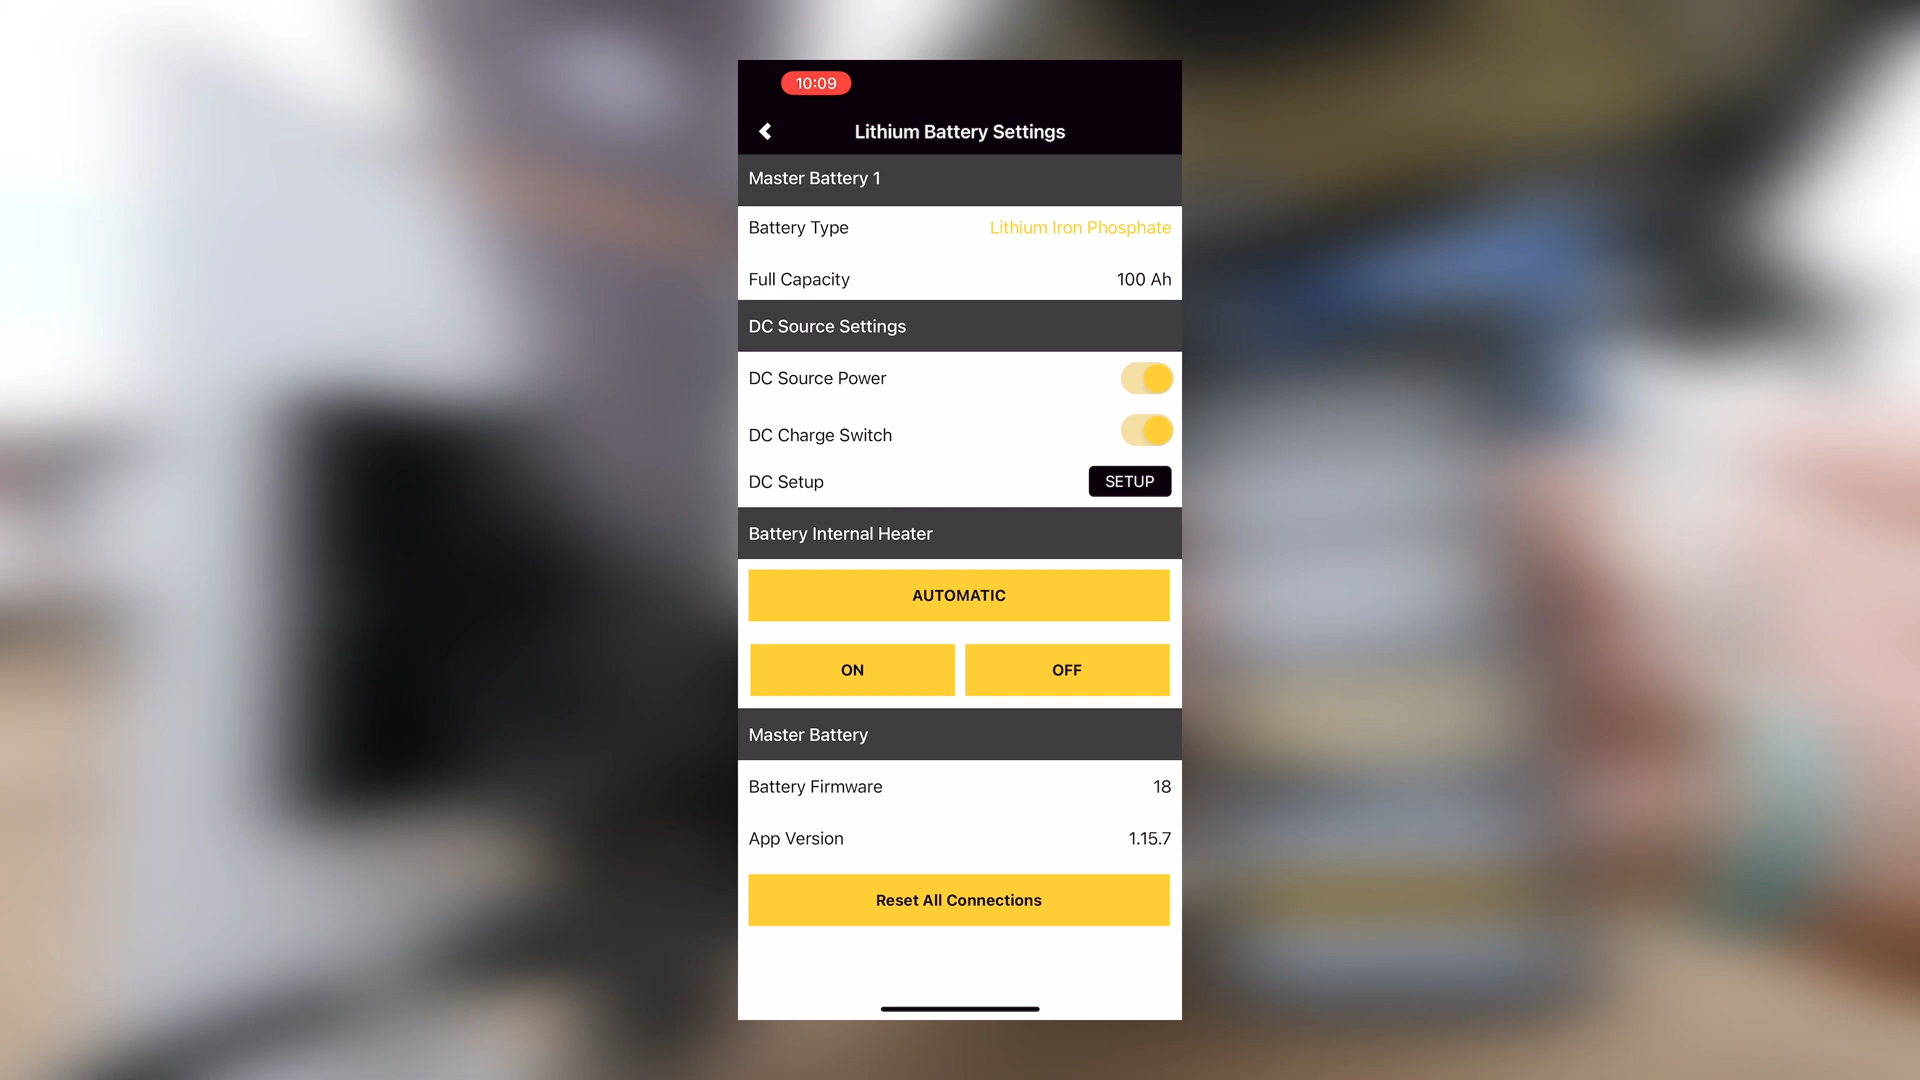 10:09
Lithium Battery Settings
Master Battery 1
Battery Type Lithium Iron Phosphate
Full Capacity 100 Ah
DC Source Settings
DC Source Power
DC Charge Switch
DC Setup SETUP
Battery Internal Heater
AUTOMATIC
ON OFF
Master Battery
Battery Firmware 18
App Version 1.15.7
Reset All Connections